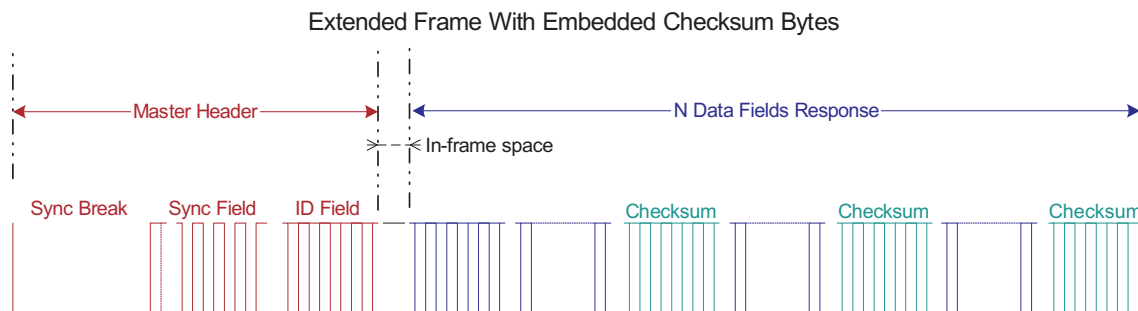 Extended Frame With Embedded Checksum Bytes
Master Header
N Data Fields Response
In-frame space
Sync Break
Sync Field
ID Field
Checksum
Checksum
Checksum